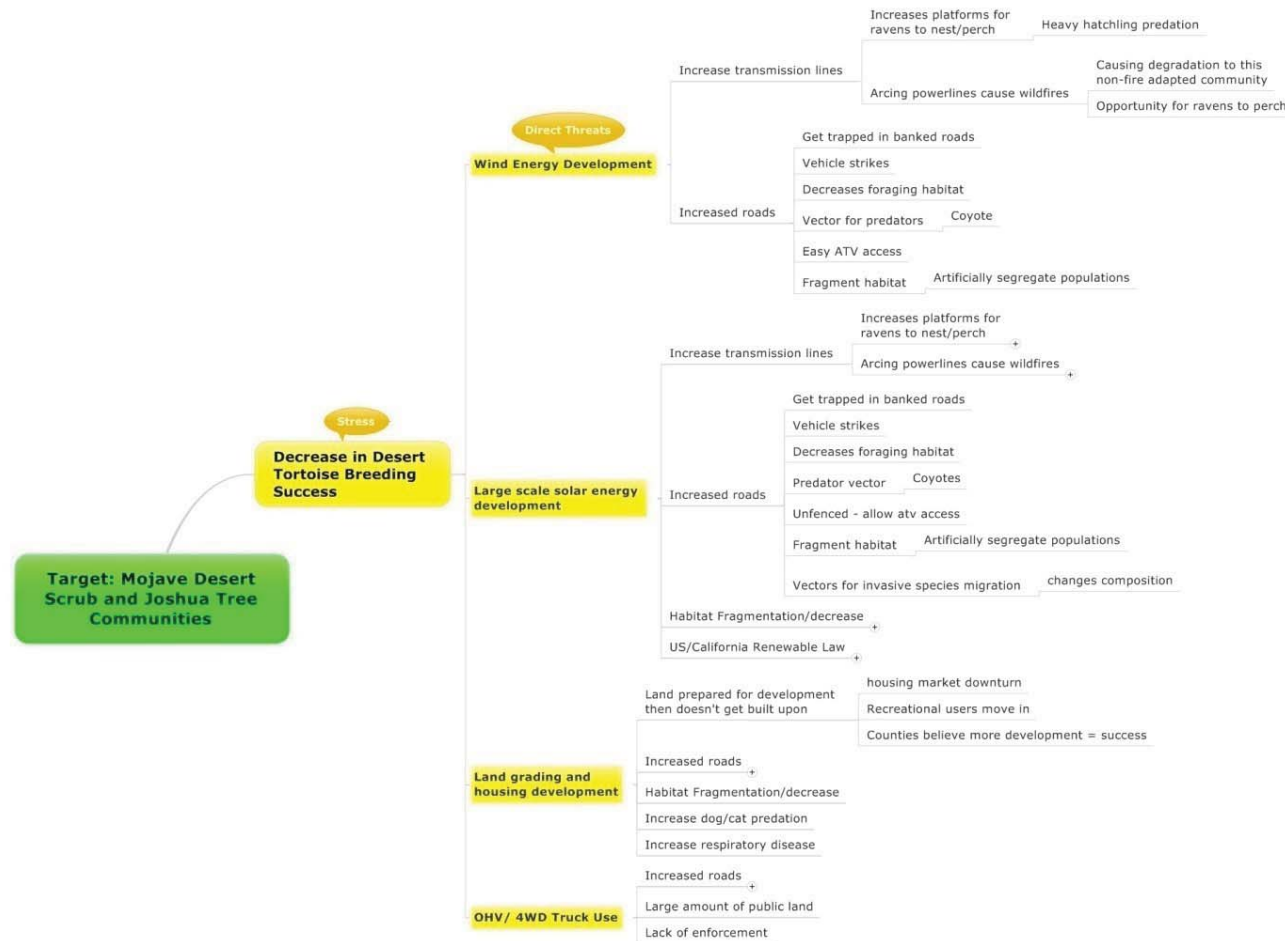 Target: Mojave Desert
Scrub and Joshua Tree
Communities
Stress
Decrease in Desert
Tortoise Breeding
Success
Direct Threats
Wind Energy Development
Increase transmission lines
Increases platforms for
ravens to nest/perch
Heavy hatchling predation
Arcing powerlines cause wildfires
Causing degradation to this
non-fire adapted community
Opportunity for ravens to perch
Increased roads
Get trapped in banked roads
Vehicle strikes
Decreases foraging habitat
Vector for predators
Coyote
Easy ATV access
Fragment habitat
Artificially segregate populations
Large scale solar energy
development
Increase transmission lines
Increases platforms for
ravens to nest/perch
Arcing powerlines cause wildfires
Increased roads
Get trapped in banked roads
Vehicle strikes
Decreases foraging habitat
Predator vector
Coyotes
Unfenced - allow atv access
Fragment habitat
Artificially segregate populations
Vectors for invasive species migration
changes composition
Habitat Fragmentation/decrease
US/California Renewable Law
Land grading and
housing development
Land prepared for development
then doesn't get built upon
housing market downturn
Recreational users move in
Counties believe more development = success
Increased roads
Habitat Fragmentation/decrease
Increase dog/cat predation
Increase respiratory disease
OHV/ 4WD Truck Use
Increased roads
Large amount of public land
Lack of enforcement